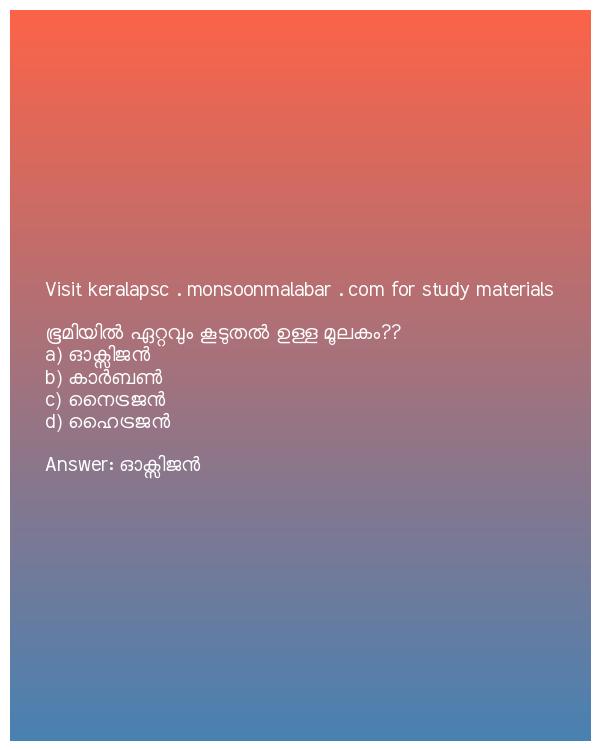 Visit keralapsc . monsoonmalabar . com for study materials
ഭൂമിയിൽ ഏറ്റവും കൂടുതൽ ഉള്ള മൂലകം??
a) ഓക്സിജൻ
b) കാർബൺ
c) നൈട്രജൻ
d) ഹൈട്രജൻ
Answer: ഓക്സിജൻ